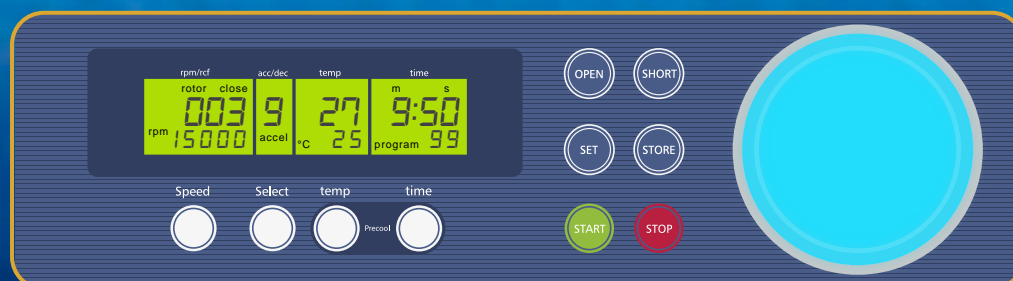 rpm/rcf acc/dec temp time
rotor close m s
003 9 27 9:50
rpm 15000 accel °C 25 program 99
Speed Select temp time
Precool
OPEN SHORT
SET STORE
START STOP